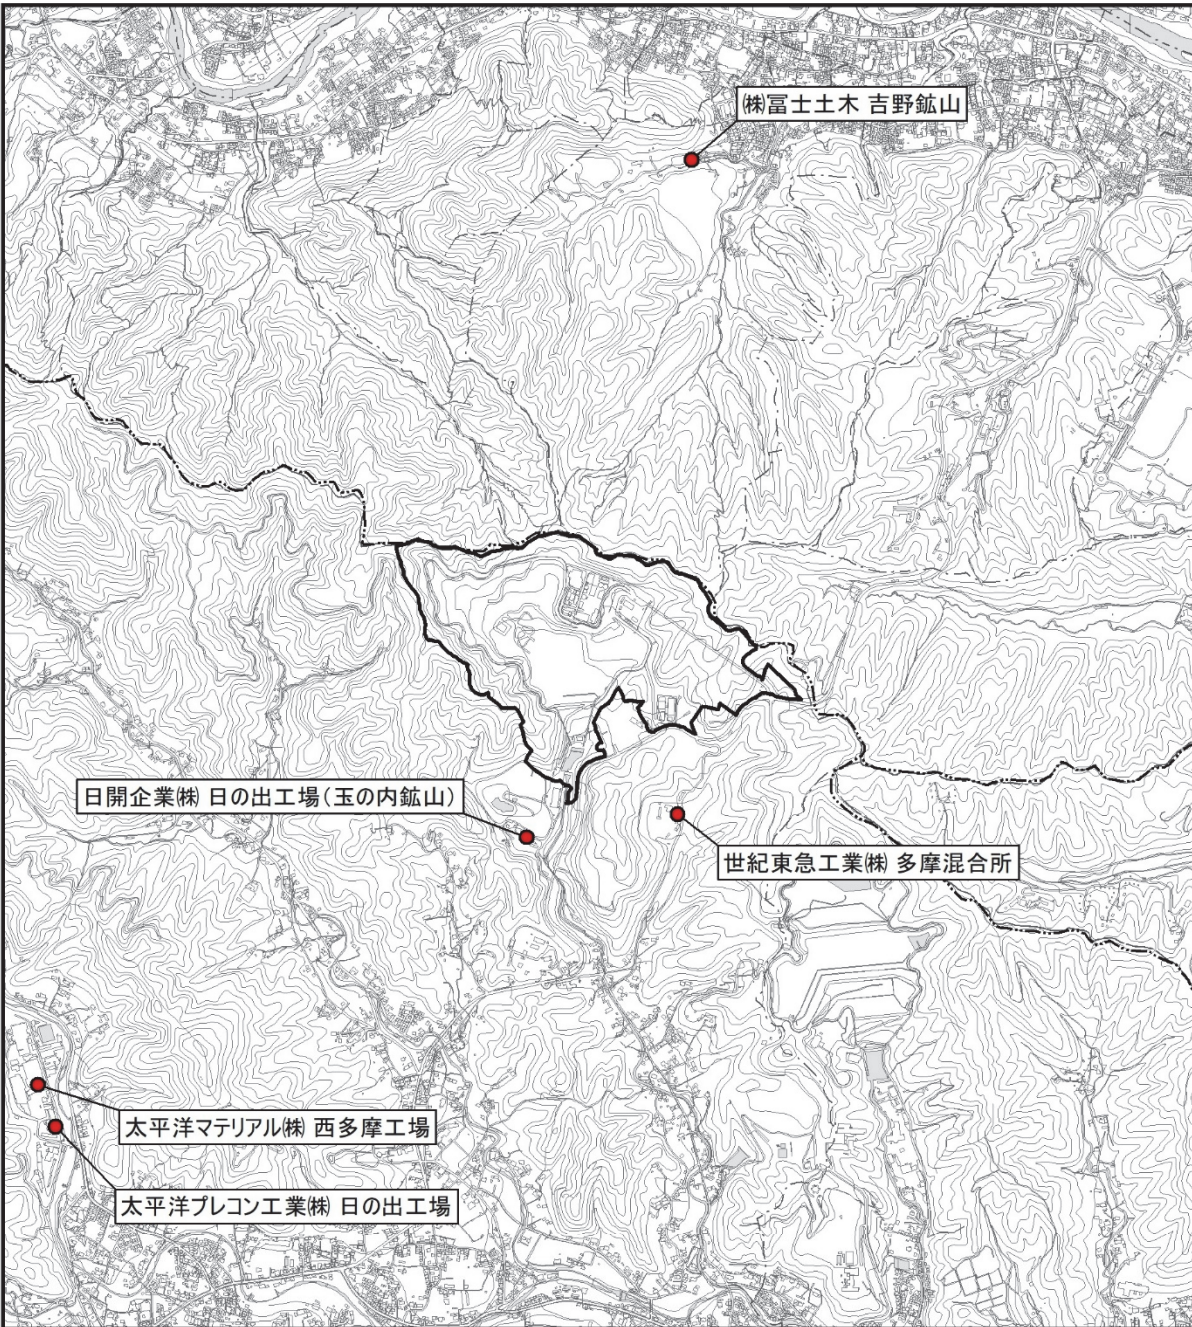 ㈱冨士土木 吉野鉱山
日開企業㈱ 日の出工場(玉の内鉱山)
世紀東急工業㈱ 多摩混合所
太平洋マテリアル㈱ 西多摩工場
太平洋プレコン工業㈱ 日の出工場